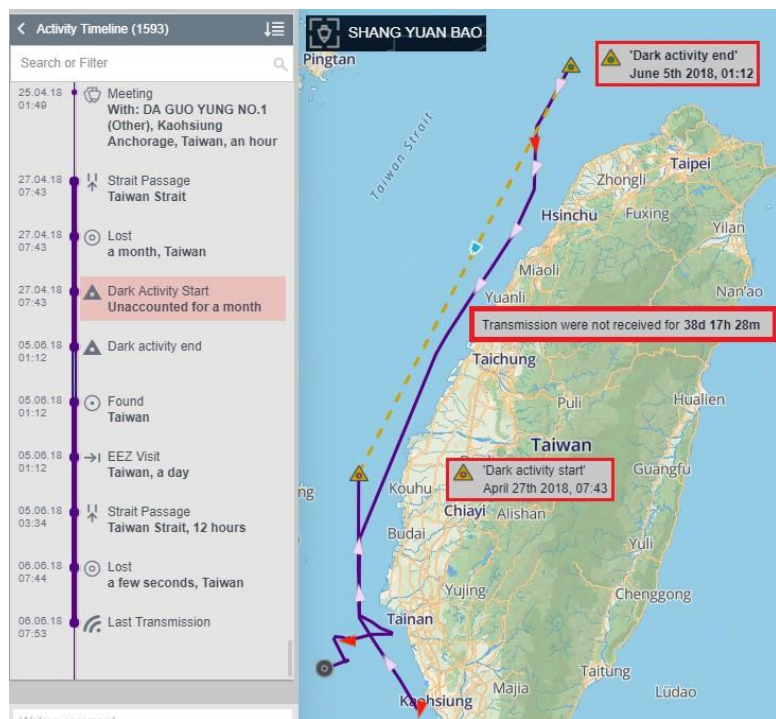 Activity Timeline (1593)
Search or Filter
25.04.18
01:49
Meeting
With: DA GUO YUNG NO.1
(Other), Kaohsiung
Anchorage, Taiwan, an hour
27.04.18
07:43
Strait Passage
Taiwan Strait
27.04.18
07:43
Lost
a month, Taiwan
27.04.18
07:43
Dark Activity Start
Unaccounted for a month
05.06.18
01:12
Dark activity end
05.06.18
01:12
Found
Taiwan
05.06.18
01:12
EEZ Visit
Taiwan, a day
05.06.18
03:34
Strait Passage
Taiwan Strait, 12 hours
06.06.18
07:44
Lost
a few seconds, Taiwan
06.06.18
07:53
Last Transmission
SHANG YUAN BAO
Pingtan
'Dark activity end'
June 5th 2018, 01:12
Taiwan Strait
Taipei
Zhongli
Hsinchu
Fuxing
Yilan
Miaoli
Nan'ao
Yuanli
Transmission were not received for 38d 17h 28m
Taichung
Puli
Hualien
Taiwan
'Dark activity start'
April 27th 2018, 07:43
Guangfu
Kouhu
Chiayi
Alishan
Budai
Yuli
Yujing
Chenggong
Tainan
Taitung
Majia
Lüdao
Kaohsiung